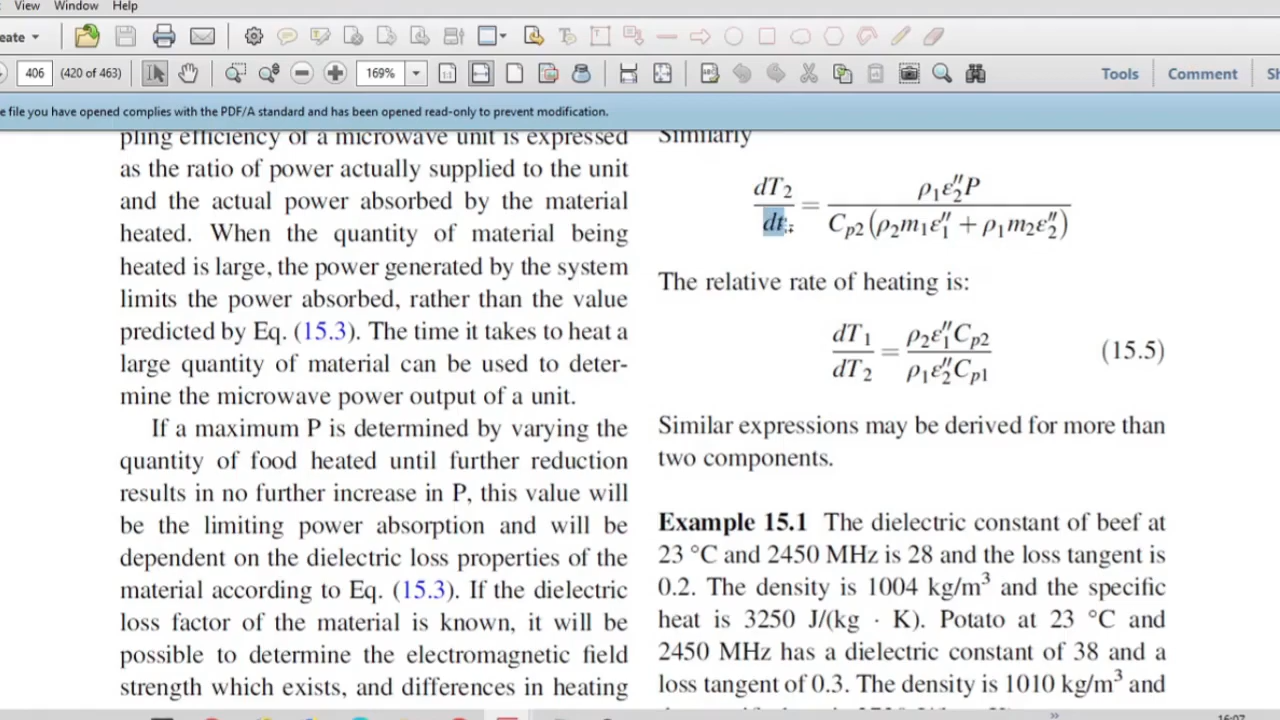 View Window Help
eate
406 (420 of 463) 169% Tools Comment
e file you have opened complies with the PDF/A standard and has been opened read-only to prevent modification.
pling efficiency of a microwave unit is expressed
as the ratio of power actually supplied to the unit
and the actual power absorbed by the material
heated. When the quantity of material being
heated is large, the power generated by the system
limits the power absorbed, rather than the value
predicted by Eq. (15.3). The time it takes to heat a
large quantity of material can be used to deter-
mine the microwave power output of a unit.
If a maximum P is determined by varying the
quantity of food heated until further reduction
results in no further increase in P, this value will
be the limiting power absorption and will be
dependent on the dielectric loss properties of the
material according to Eq. (15.3). If the dielectric
loss factor of the material is known, it will be
possible to determine the electromagnetic field
strength which exists, and differences in heating
Similarly
dT₂/dt = ρ₁ε₂″P / C_p2(ρ₂m₁ε₁″ + ρ₁m₂ε₂″)
The relative rate of heating is:
dT₁/dT₂ = ρ₂ε₁″C_p2 / ρ₁ε₂″C_p1 (15.5)
Similar expressions may be derived for more than
two components.
Example 15.1 The dielectric constant of beef at
23 °C and 2450 MHz is 28 and the loss tangent is
0.2. The density is 1004 kg/m³ and the specific
heat is 3250 J/(kg · K). Potato at 23 °C and
2450 MHz has a dielectric constant of 38 and a
loss tangent of 0.3. The density is 1010 kg/m³ and
16:07